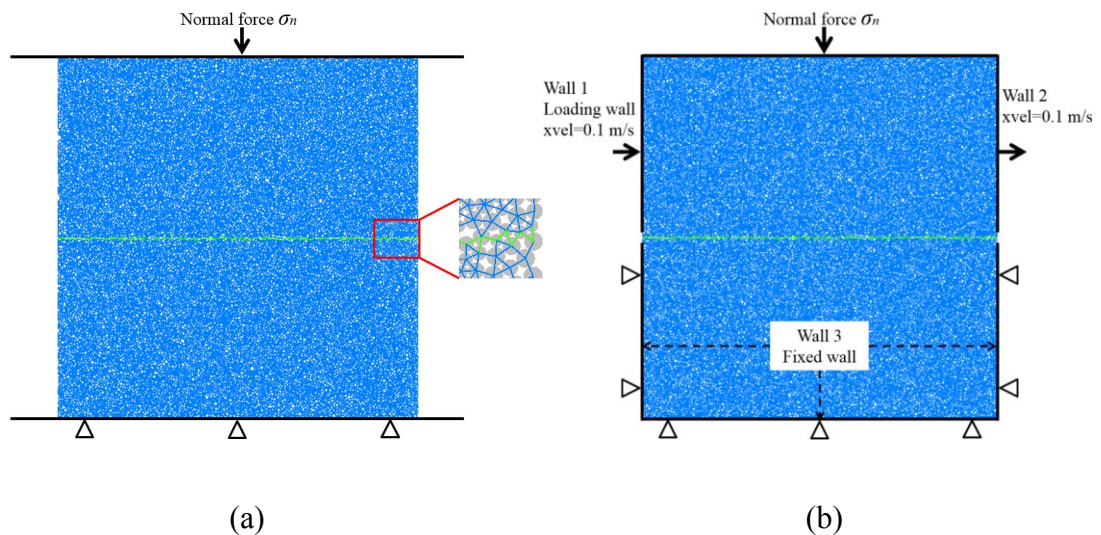 Normal force σn
Normal force σn
Wall 1
Loading wall
xvel=0.1 m/s
Wall 2
xvel=0.1 m/s
Wall 3
Fixed wall
(a)
(b)